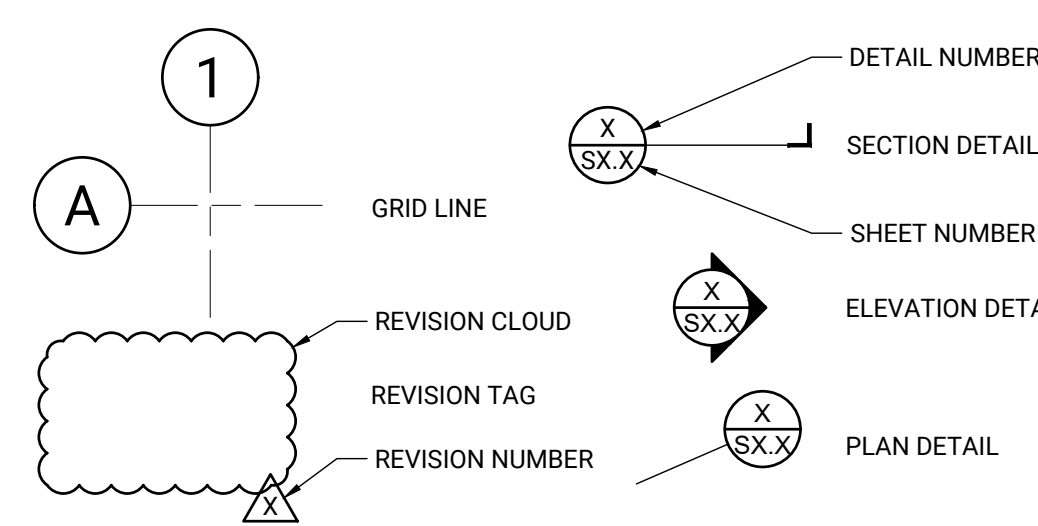 1
A
GRID LINE
REVISION CLOUD
REVISION TAG
REVISION NUMBER
X
DETAIL NUMBER
X
SX.X
SECTION DETAIL
SHEET NUMBER
X
SX.X
ELEVATION
X
SX.X
PLAN DETAIL